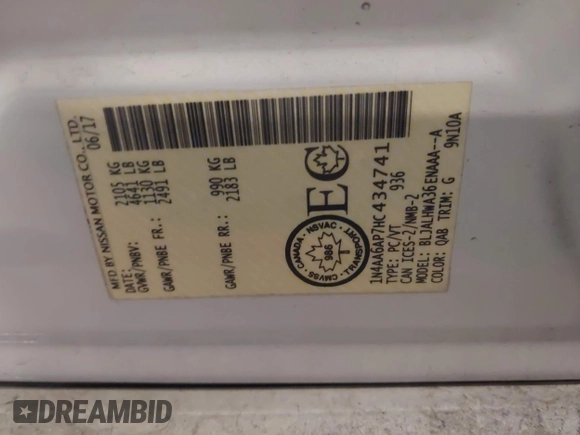 MFD BY NISSAN MOTOR CO., LTD.
DATE: 06/17
GVWR/PNBV: 2105 KG
4641 LB
GAWR/PNBE FR.: 1130 KG
2491 LB
GAWR/PNBE RR.: 990 KG
2183 LB
EC
CANADA · NSVAC · TRANSPORT · CMVSS
986
T
1N4AA6AP7HC434741
TYPE: PC/VT 936
CAN ICES-2/NMB-2
MODEL: BLJALHWA36ENAAA--A
COLOR: QAB TRIM: G 9N10A
DREAMBID